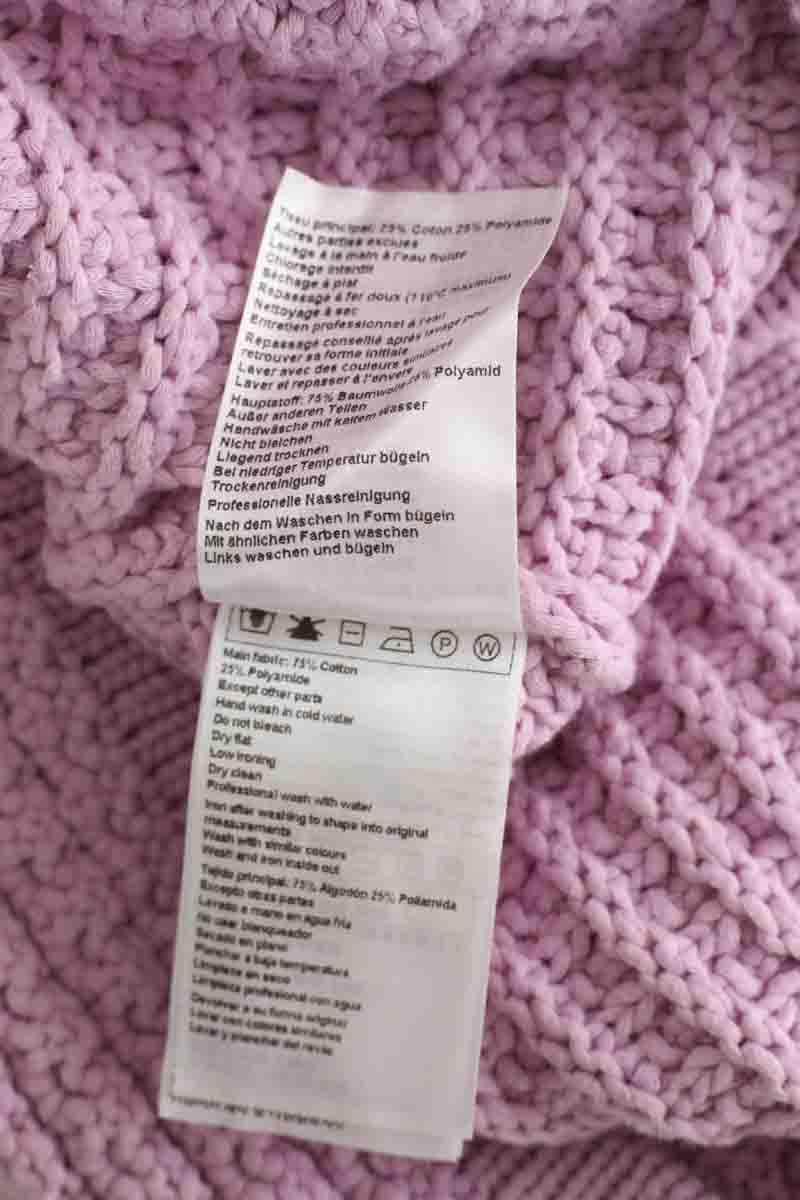 Tissu principal: 75% Coton 25% Polyamide
Autres parties exclues
Lavage à la main à l'eau froide
Chlorage interdit
Séchage à plat
Repassage à fer doux (110°C maximum)
Nettoyage à sec
Entretien professionnel à l'eau
Repassage conseillé après lavage pour
retrouver sa forme initiale
Laver avec des couleurs similaires
Laver et repasser à l'envers
Hauptstoff: 75% Baumwolle 25% Polyamid
Außer anderen Teilen
Handwäsche mit kaltem Wasser
Nicht bleichen
Liegend trocknen
Bei niedriger Temperatur bügeln
Trockenreinigung
Professionelle Nassreinigung
Nach dem Waschen in Form bügeln
Mit ähnlichen Farben waschen
Links waschen und bügeln
P W
Main fabric: 75% Cotton
25% Polyamide
Except other parts
Hand wash in cold water
Do not bleach
Dry flat
Low ironing
Dry clean
Professional wash with water
Iron after washing to shape into original
measurements
Wash with similar colours
Wash and iron inside out
Tejido principal: 75% Algodón 25% Poliamida
Excepto otras partes
Lavado a mano en agua fría
No usar blanqueador
Secado en plano
Planchar a baja temperatura
Limpieza en seco
Limpieza profesional con agua
Devolver a su forma original
Lavar con colores similares
Lavar y planchar del revés